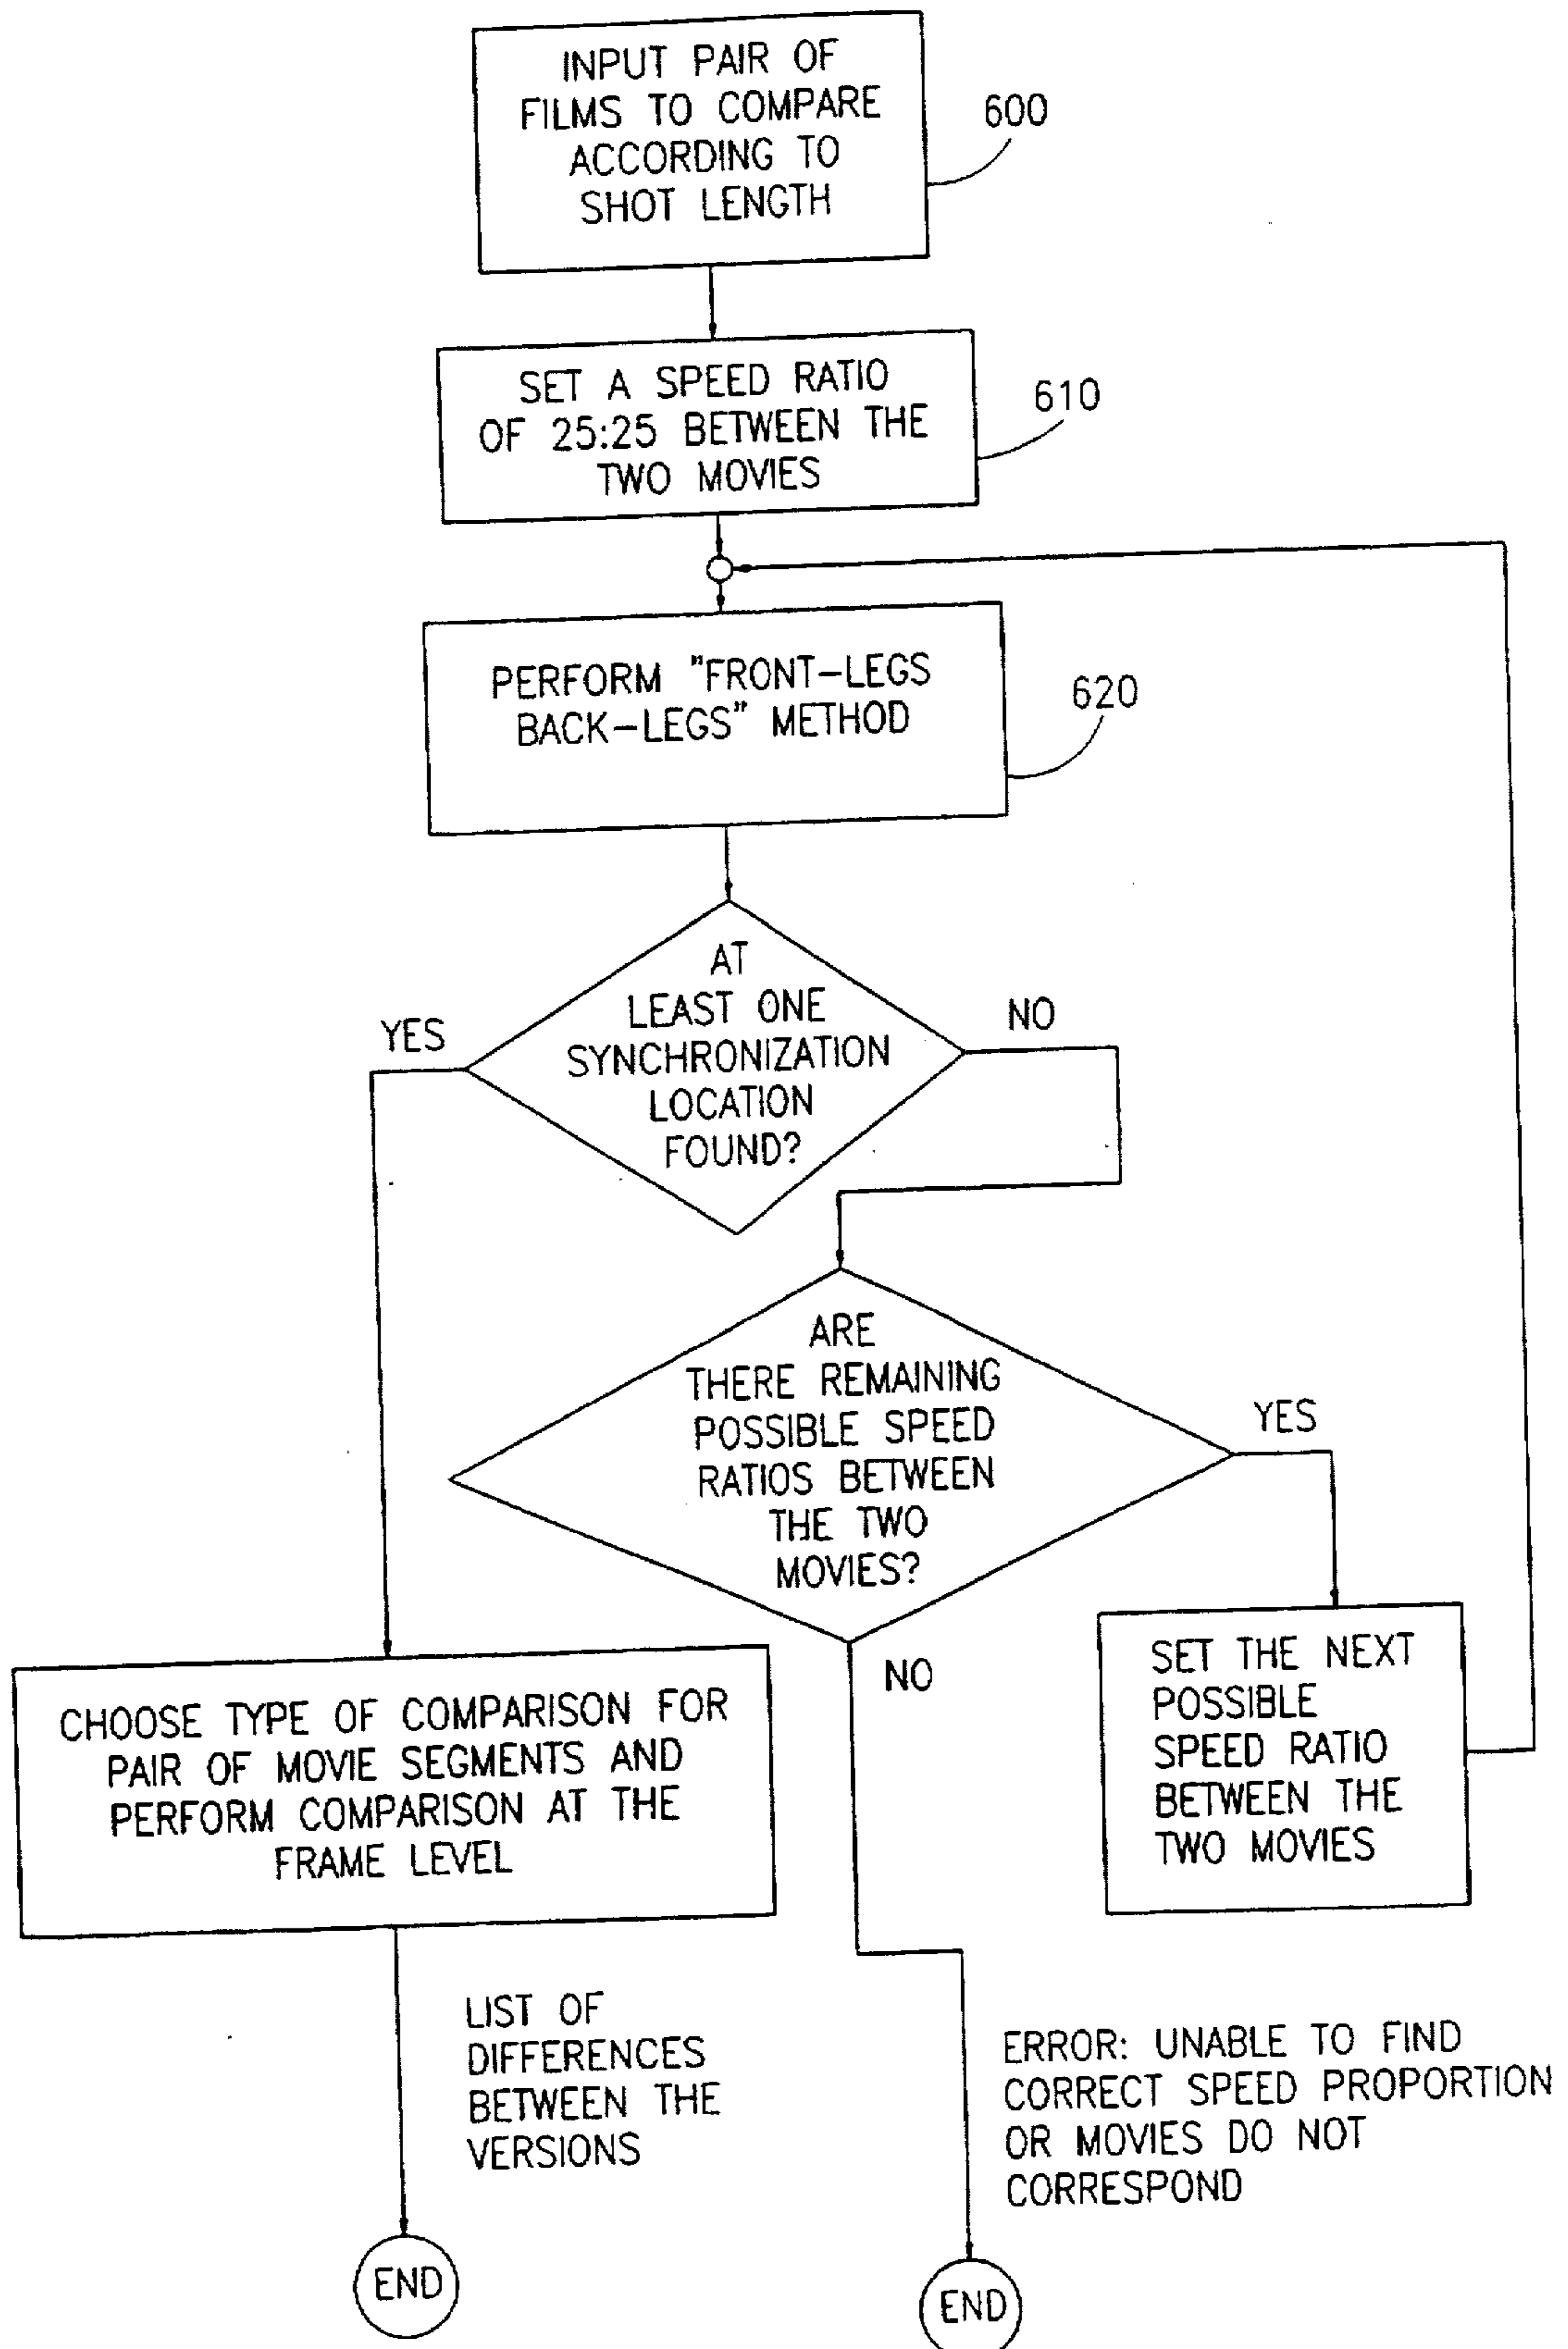 INPUT PAIR OF
FILMS TO COMPARE
ACCORDING TO
SHOT LENGTH
600
SET A SPEED RATIO
OF 25:25 BETWEEN THE
TWO MOVIES
610
PERFORM "FRONT-LEGS
BACK-LEGS" METHOD
620
AT
LEAST ONE
SYNCHRONIZATION
LOCATION
FOUND?
YES
NO
ARE
THERE REMAINING
POSSIBLE SPEED
RATIOS BETWEEN
THE TWO
MOVIES?
YES
NO
SET THE NEXT
POSSIBLE
SPEED RATIO
BETWEEN THE
TWO MOVIES
CHOOSE TYPE OF COMPARISON FOR
PAIR OF MOVIE SEGMENTS AND
PERFORM COMPARISON AT THE
FRAME LEVEL
LIST OF
DIFFERENCES
BETWEEN THE
VERSIONS
ERROR: UNABLE TO FIND
CORRECT SPEED PROPORTION
OR MOVIES DO NOT
CORRESPOND
END
END